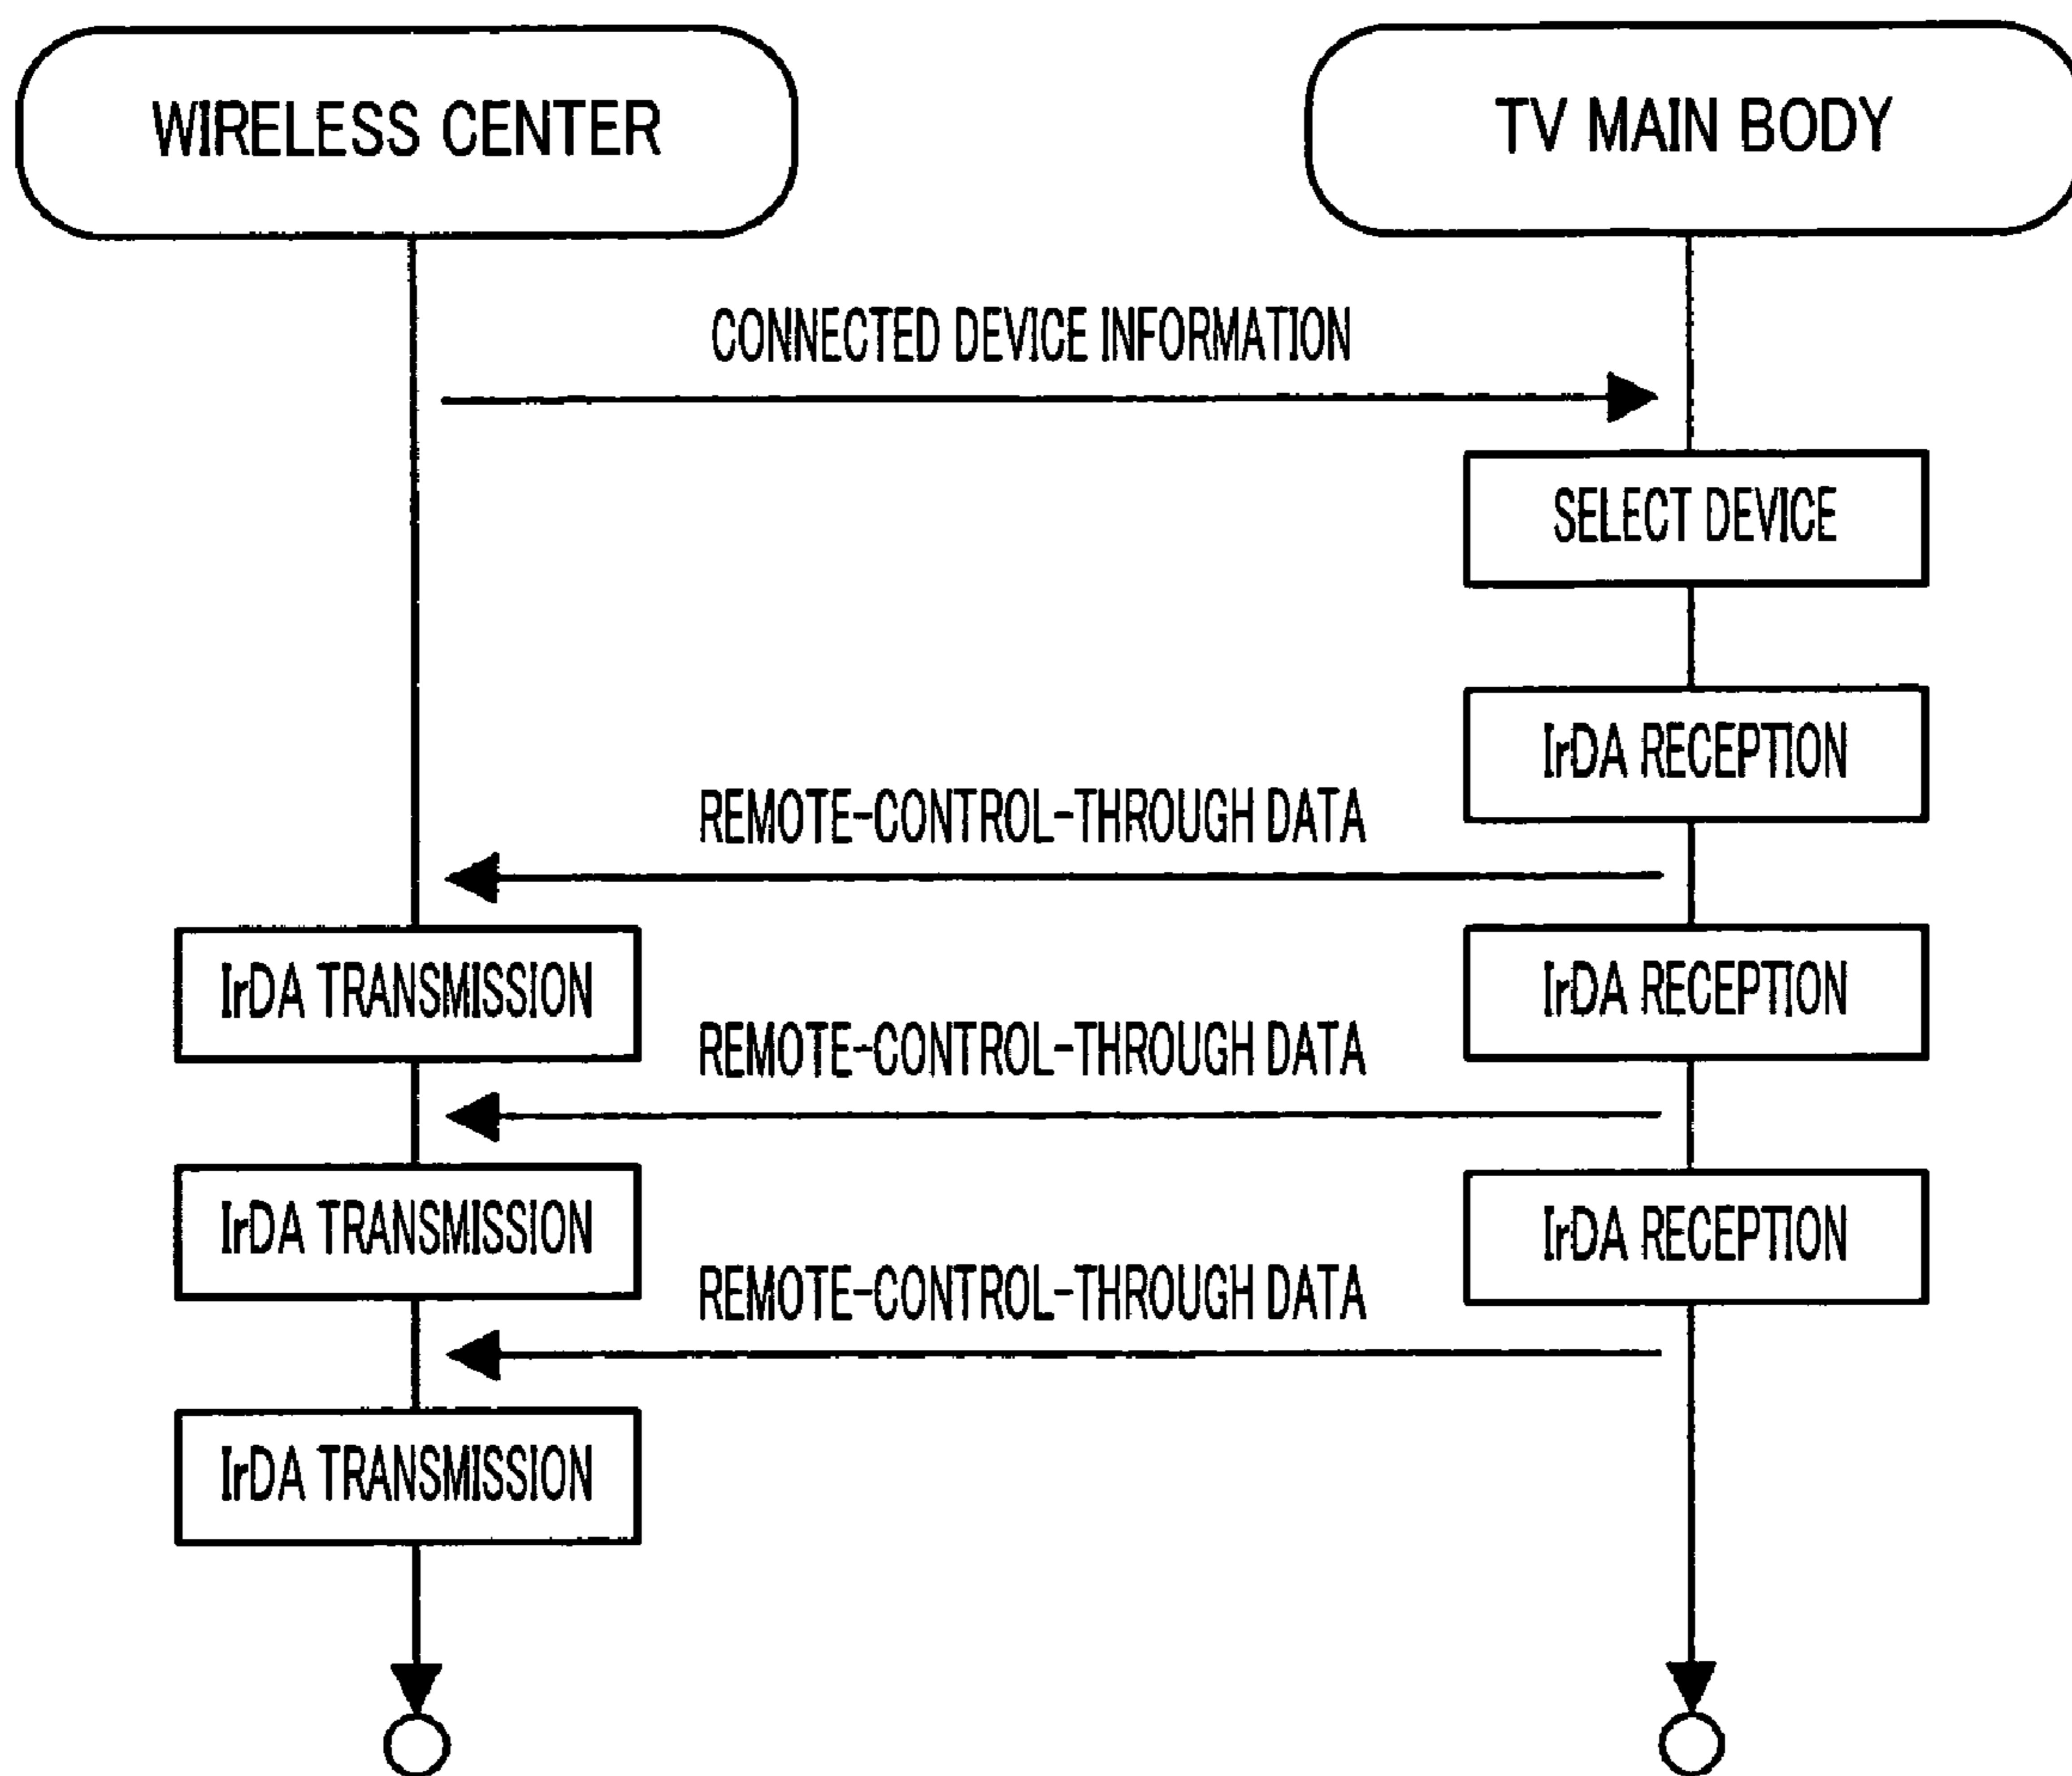 WIRELESS CENTER
TV MAIN BODY
CONNECTED DEVICE INFORMATION
SELECT DEVICE
IrDA RECEPTION
REMOTE-CONTROL-THROUGH DATA
IrDA TRANSMISSION
IrDA RECEPTION
REMOTE-CONTROL-THROUGH DATA
IrDA TRANSMISSION
IrDA RECEPTION
REMOTE-CONTROL-THROUGH DATA
IrDA TRANSMISSION